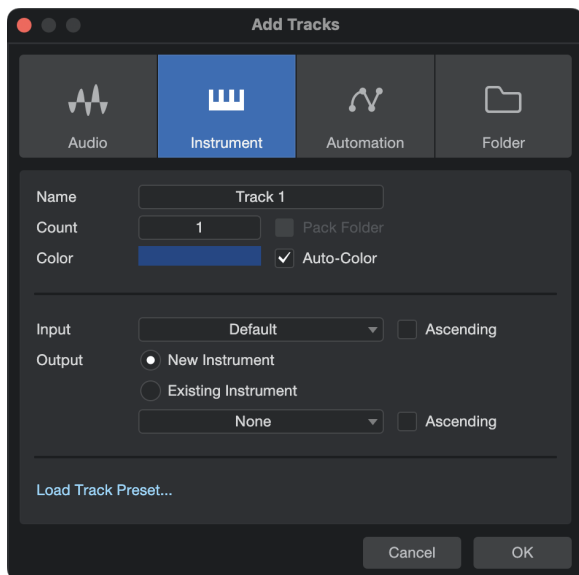 Add Tracks
Audio Instrument Automation Folder
Name Track 1
Count 1 Pack Folder
Color Auto-Color
Input Default Ascending
Output New Instrument
Existing Instrument
None Ascending
Load Track Preset...
Cancel OK